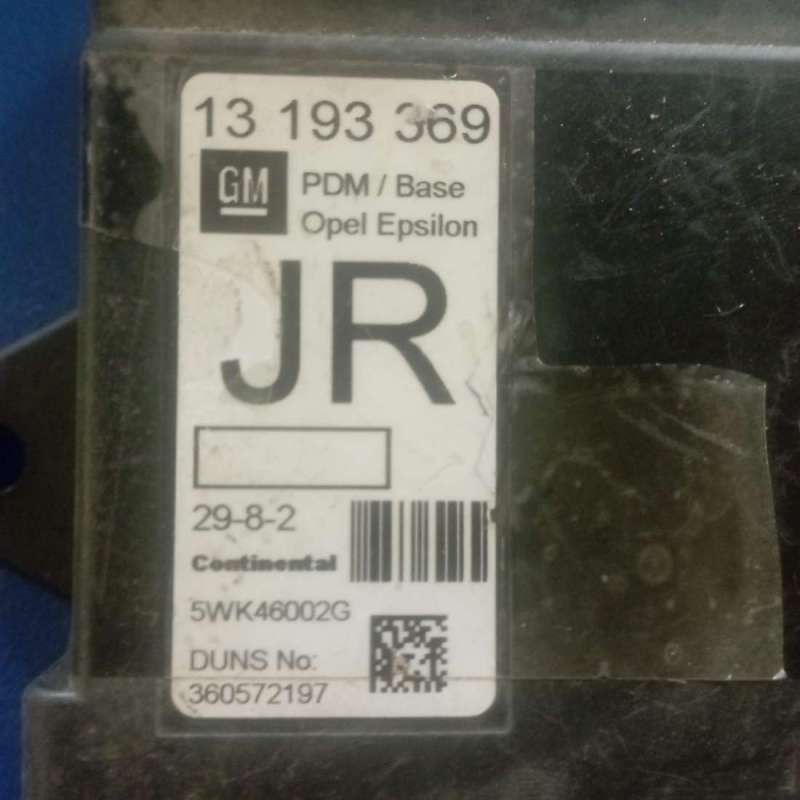 13 193 369
GM
PDM / Base
Opel Epsilon
JR
29-8-2
Continental
5WK46002G
DUNS No:
360572197